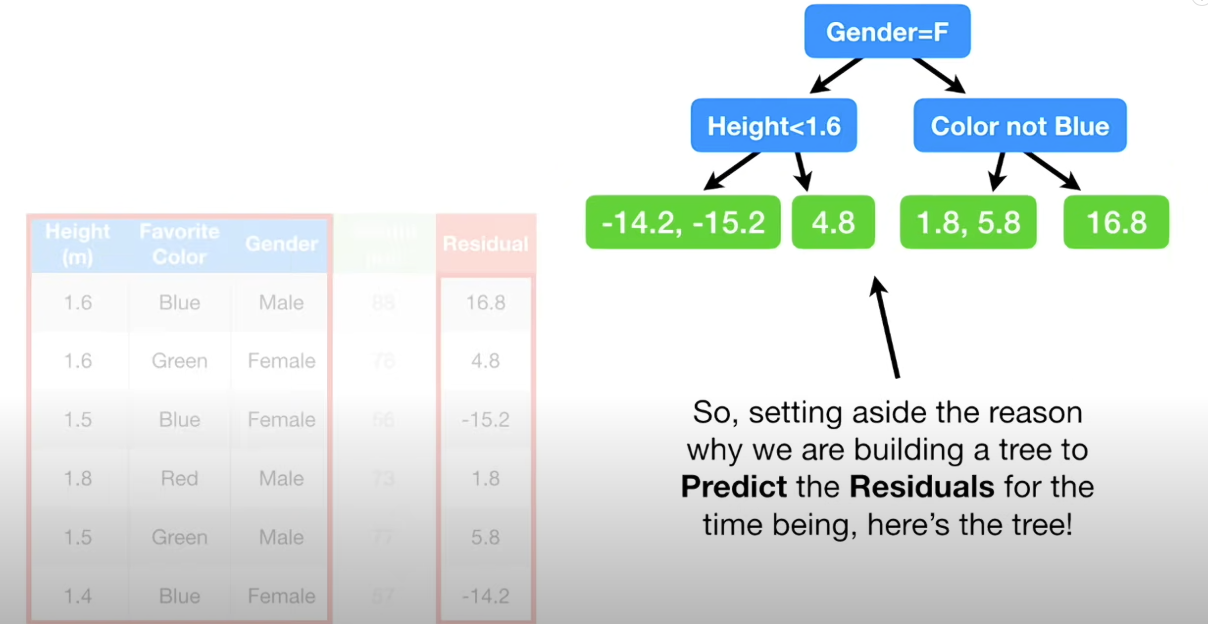 Gender=F
Height<1.6
Color not Blue
-14.2, -15.2
4.8
1.8, 5.8
16.8
Height (m) Favorite Color Gender Residual
1.6 Blue Male 88 16.8
1.6 Green Female 76 4.8
1.5 Blue Female 56 -15.2
1.8 Red Male 73 1.8
1.5 Green Male 77 5.8
1.4 Blue Female 57 -14.2
So, setting aside the reason
why we are building a tree to
Predict the Residuals for the
time being, here’s the tree!